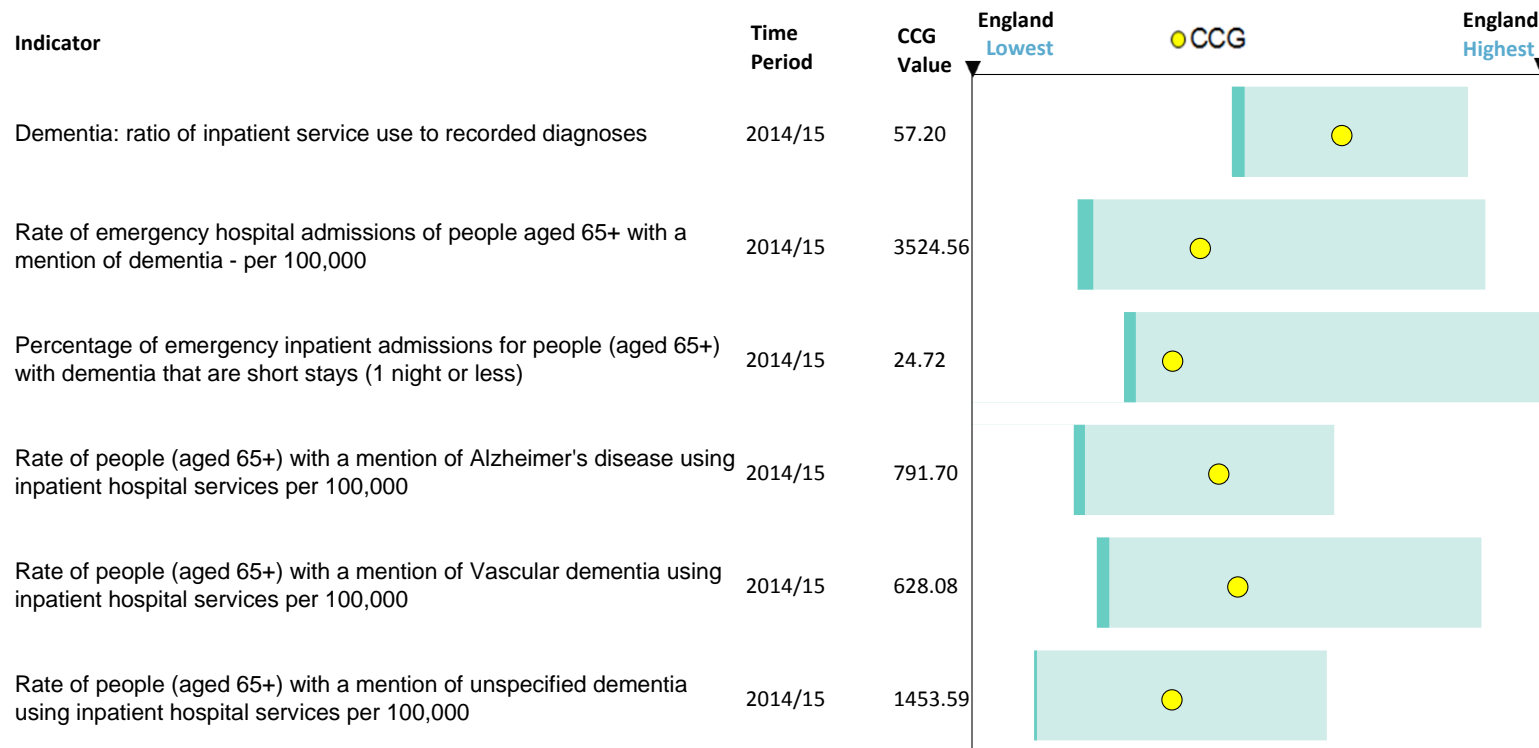 Indicator
Time
Period
CCG
Value
England
Lowest
CCG
England
Highest
Dementia: ratio of inpatient service use to recorded diagnoses
2014/15
57.20
Rate of emergency hospital admissions of people aged 65+ with a
mention of dementia - per 100,000
2014/15
3524.56
Percentage of emergency inpatient admissions for people (aged 65+)
with dementia that are short stays (1 night or less)
2014/15
24.72
Rate of people (aged 65+) with a mention of Alzheimer's disease using
inpatient hospital services per 100,000
2014/15
791.70
Rate of people (aged 65+) with a mention of Vascular dementia using
inpatient hospital services per 100,000
2014/15
628.08
Rate of people (aged 65+) with a mention of unspecified dementia
using inpatient hospital services per 100,000
2014/15
1453.59